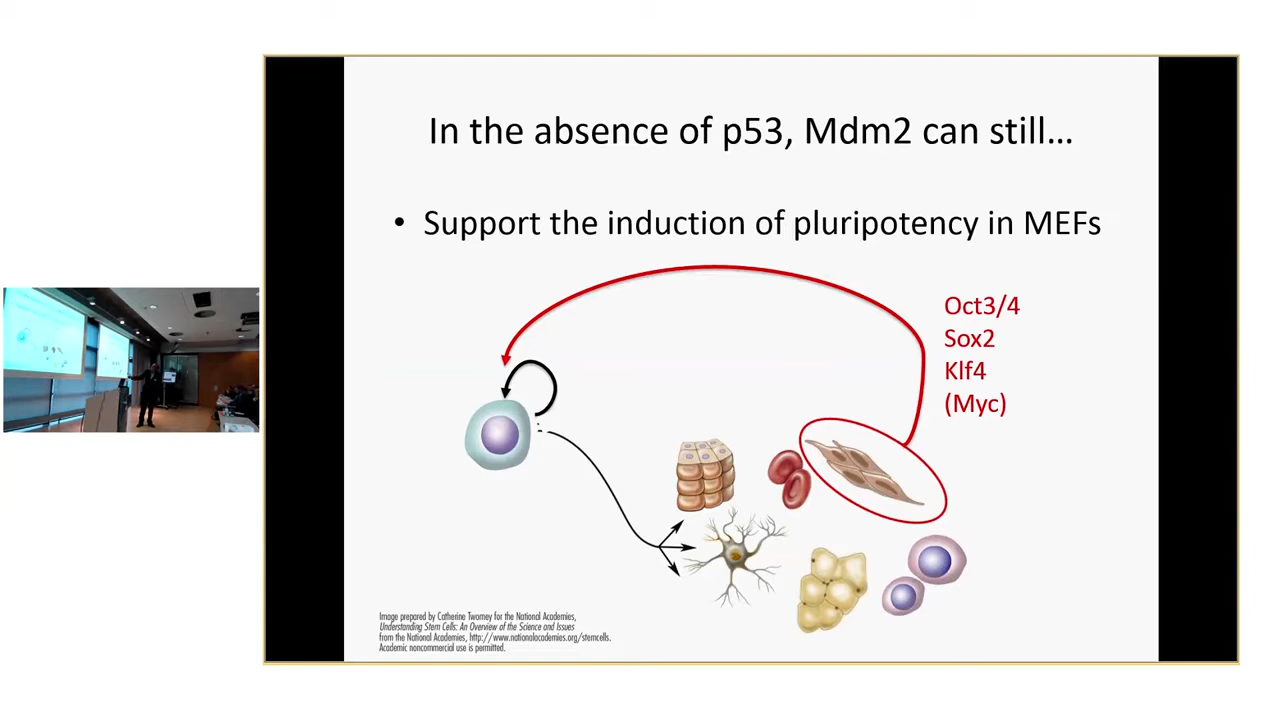 In the absence of p53, Mdm2 can still…
• Support the induction of pluripotency in MEFs
Oct3/4
Sox2
Klf4
(Myc)
Image prepared by Catherine Twomey for the National Academies,
Understanding Stem Cells: An Overview of the Science and Issues
from the National Academies, http://www.nationalacademies.org/stemcells.
Academic noncommercial use is permitted.